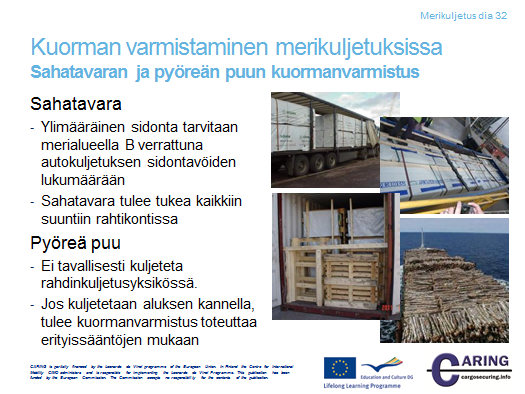 Merikuljetus dia 32
Kuorman varmistaminen merikuljetuksissa
Sahatavaran ja pyöreän puun kuormanvarmistus
Sahatavara
- Ylimääräinen sidonta tarvitaan
merialueella B verrattuna
autokuljetuksen sidontavöiden
lukumäärään
- Sahatavara tulee tukea kaikkiin
suuntiin rahtikontissa
Pyöreä puu
- Ei tavallisesti kuljeteta
rahdinkuljetusyksikössä.
- Jos kuljetetaan aluksen kannella,
tulee kuormanvarmistus toteuttaa
erityissääntöjen mukaan
CARING is partially financed by the Leonardo da Vinci programme of the European Union. In Finland the Centre for International
Mobility CIMO administers and is responsible for implementing the Leonardo da Vinci Programme. This publication has been
funded by the European Commission. The Commission accepts no responsibility for the contents of the publication.
Education and Culture DG
Lifelong Learning Programme
CARING
cargosecuring.info